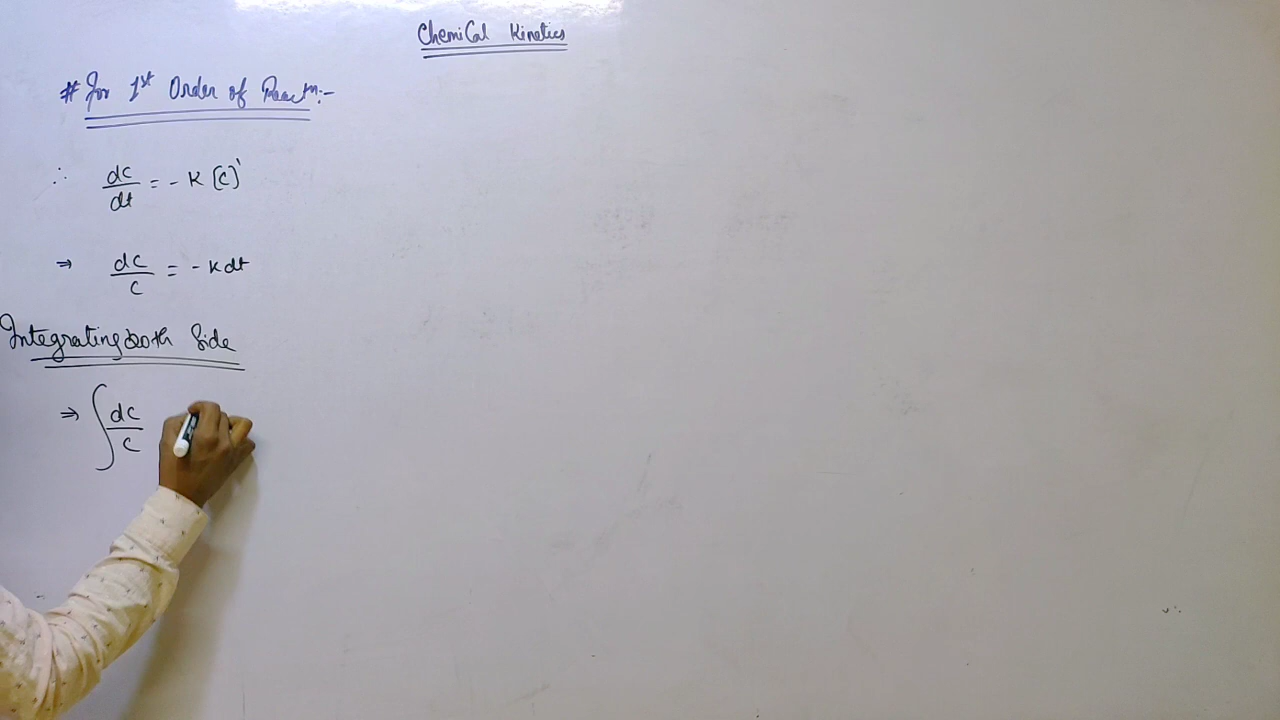 Chemical Kinetics
# For 1st Order of Reactn:-
∴ dc/dt = - K [C]¹
⇒ dc/c = - K dt
Integrating both Side
⇒ ∫ dc/c